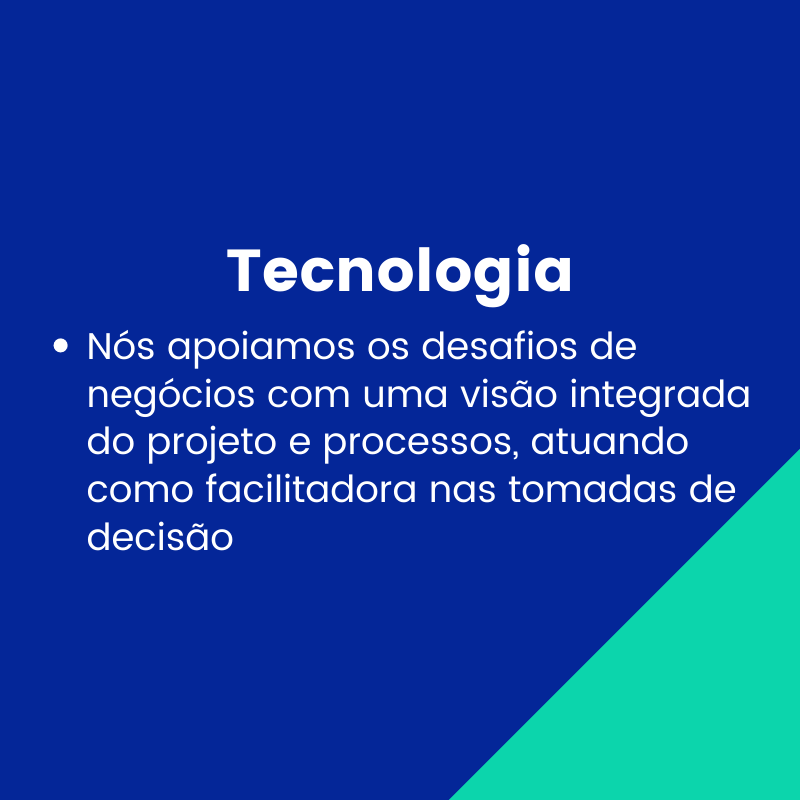 Tecnologia
• Nós apoiamos os desafios de
negócios com uma visão integrada
do projeto e processos, atuando
como facilitadora nas tomadas de
decisão